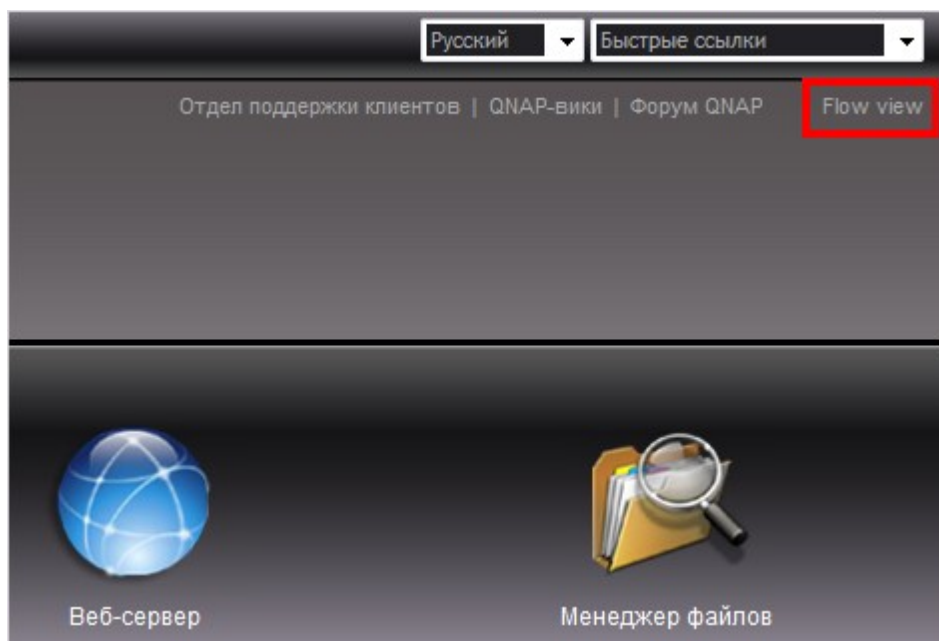 Русский Быстрые ссылки
Отдел поддержки клиентов | QNAP-вики | Форум QNAP Flow view
Веб-сервер Менеджер файлов